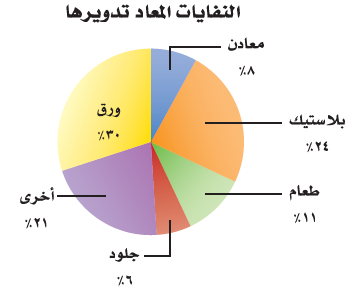 النفايات المعاد تدويرها
معادن
٨٪
بلاستيك
٢٤٪
طعام
١١٪
جلود
٦٪
أخرى
٢١٪
ورق
٣٠٪